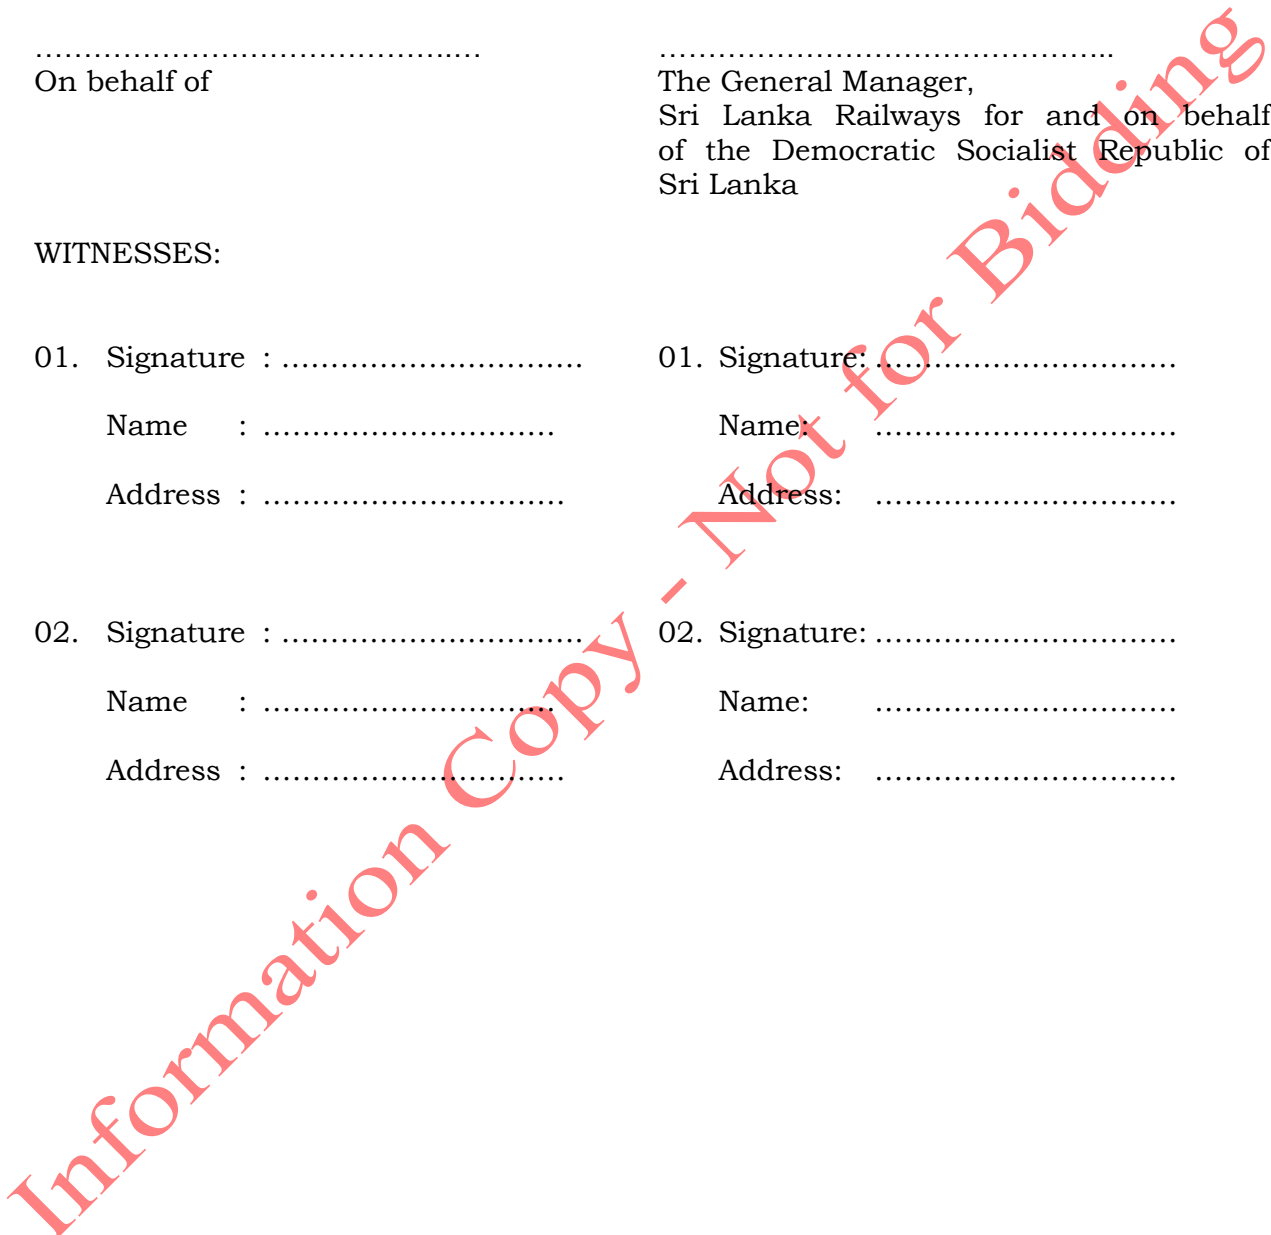 ……………………………………….…
On behalf of
………………………………………..
The General Manager,
Sri Lanka Railways for and on behalf
of the Democratic Socialist Republic of
Sri Lanka
WITNESSES:
01. Signature : ………………………….
Name : …………………………
Address : ………………………….
01. Signature: ………………………….
Name: ………………………….
Address: ………………………….
02. Signature : ………………………….
Name : …………………………
Address : ………………………….
02. Signature: ………………………….
Name: ………………………….
Address: ………………………….
Information Copy - Not for Bidding